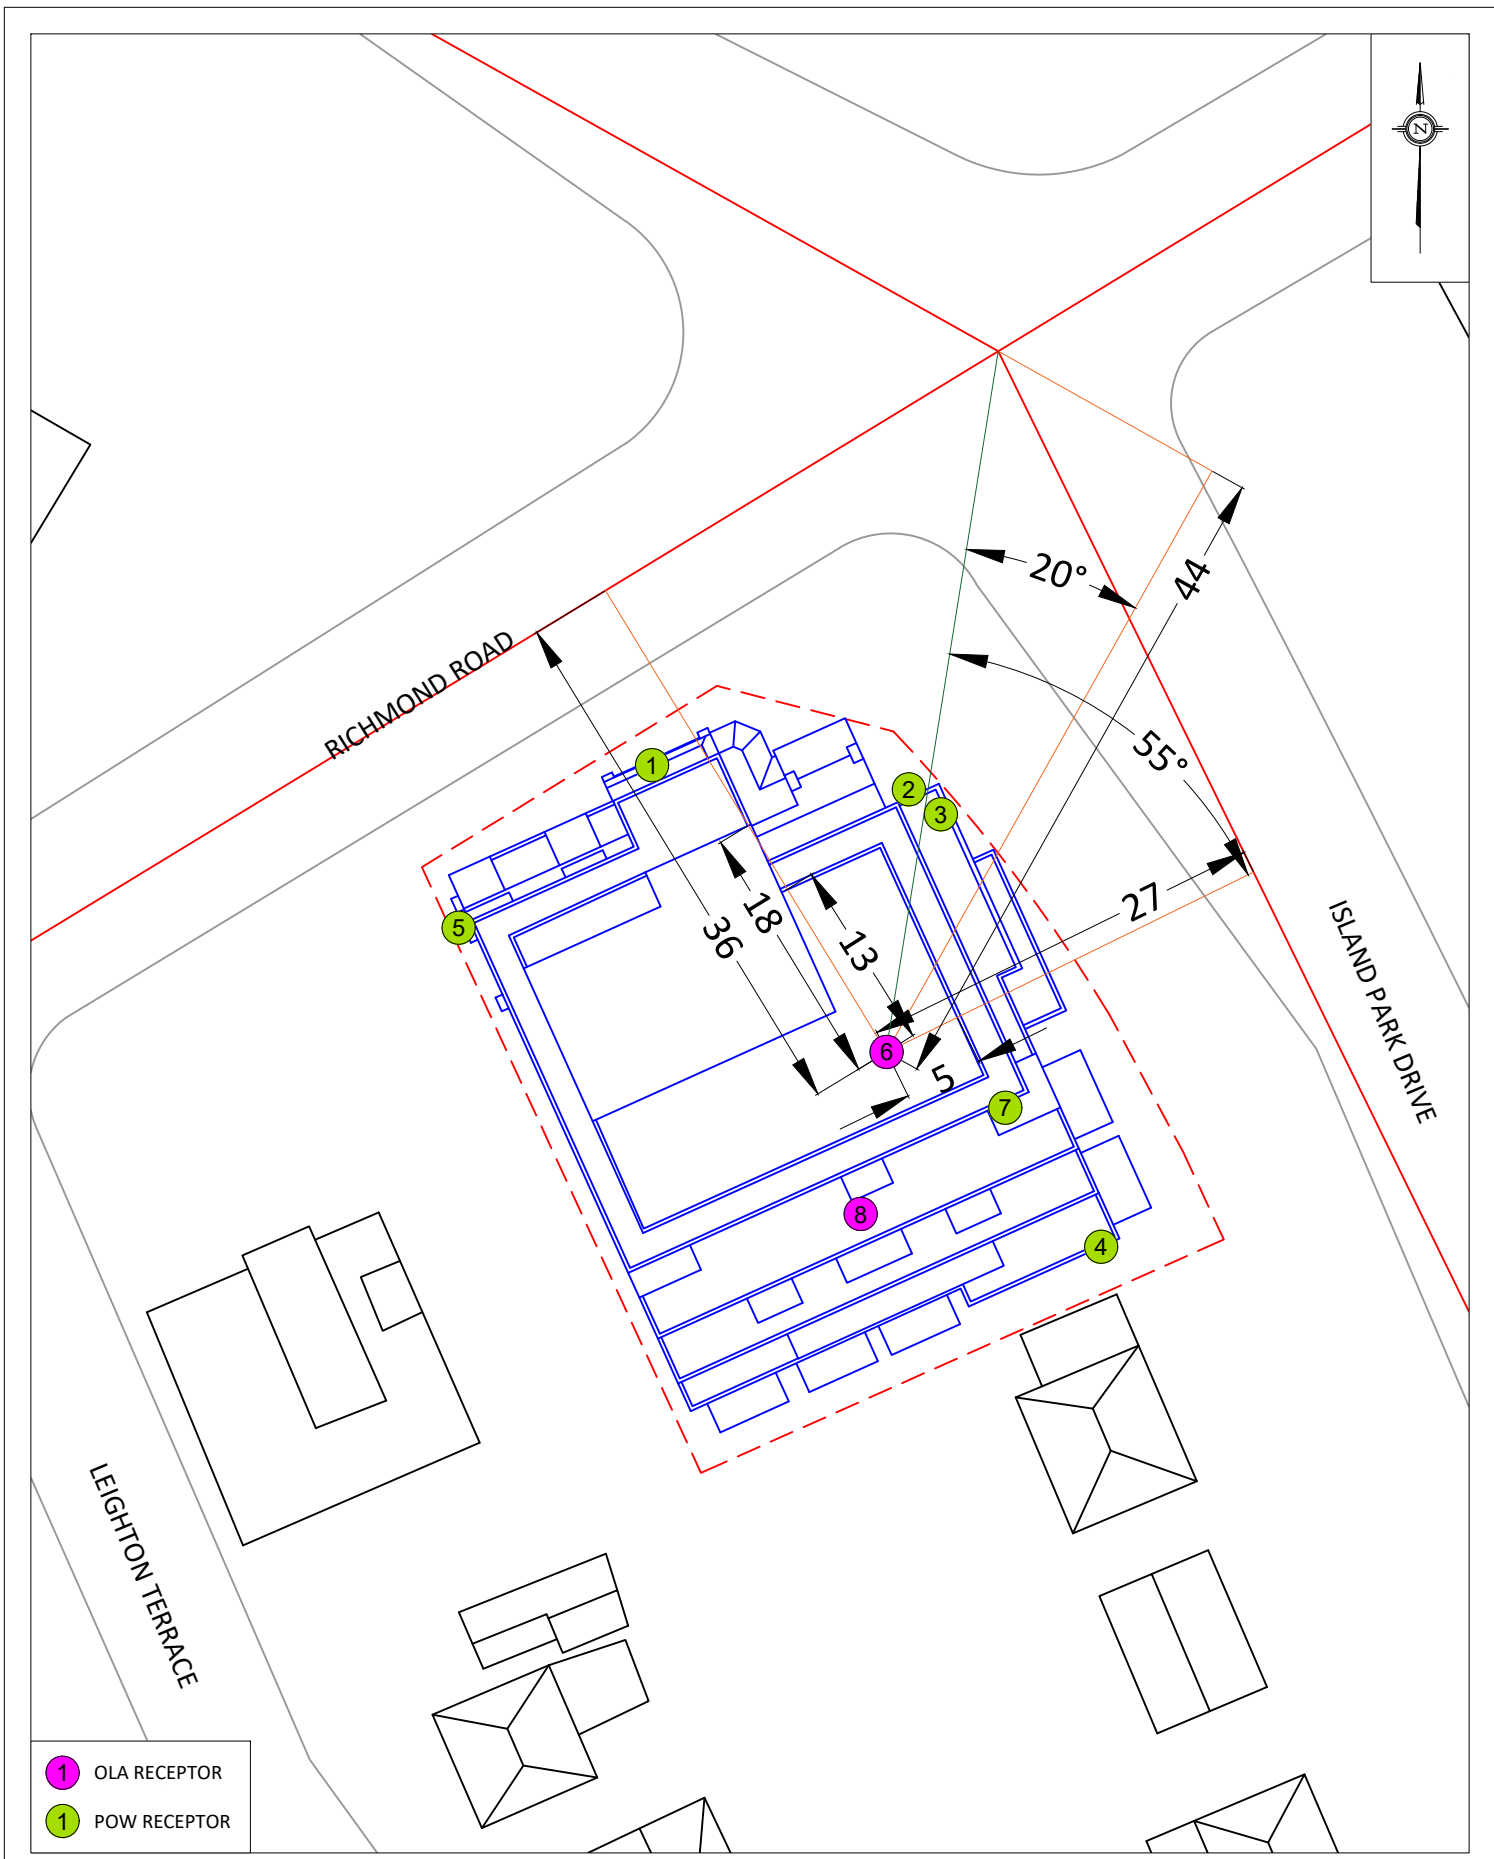 N
20°
44
RICHMOND ROAD
55°
1
2
3
27
18
36
13
5
ISLAND PARK DRIVE
6
5
7
8
4
LEIGHTON TERRACE
1 OLA RECEPTOR
1 POW RECEPTOR